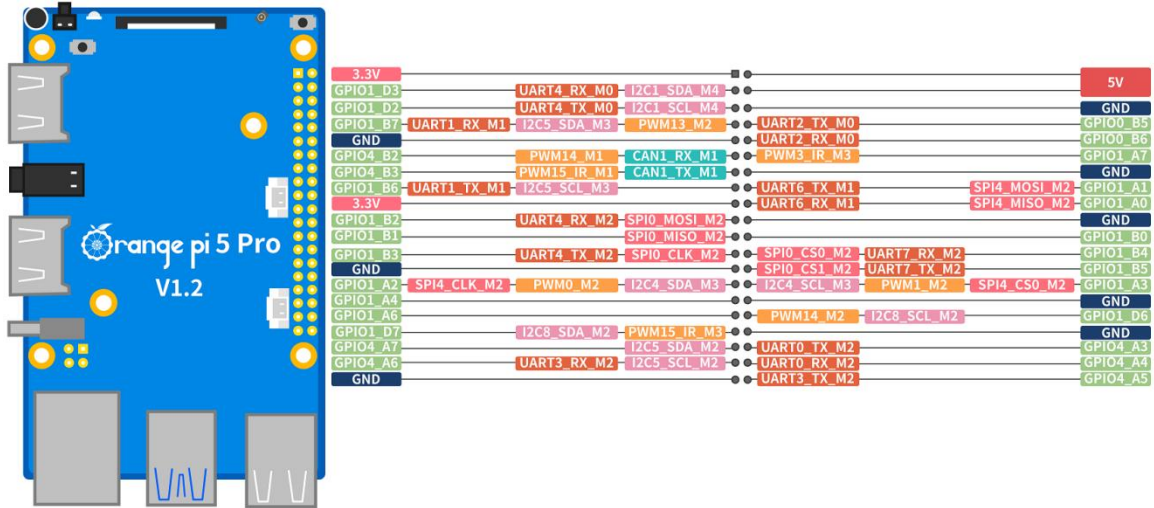 3.3V 5V
GPIO1_D3 UART4_RX_M0 I2C1_SDA_M4
GPIO1_D2 UART4_TX_M0 I2C1_SCL_M4 GND
GPIO1_B7 UART1_RX_M1 I2C5_SDA_M3 PWM13_M2 UART2_TX_M0 GPIO0_B5
GND UART2_RX_M0 GPIO0_B6
GPIO4_B2 PWM14_M1 CAN1_RX_M1 PWM3_IR_M3 GPIO1_A7
GPIO4_B3 PWM15_IR_M1 CAN1_TX_M1 GND
GPIO1_B6 UART1_TX_M1 I2C5_SCL_M3 UART6_TX_M1 SPI4_MOSI_M2 GPIO1_A1
3.3V UART6_RX_M1 SPI4_MISO_M2 GPIO1_A0
GPIO1_B2 UART4_RX_M2 SPI0_MOSI_M2 GND
GPIO1_B1 SPI0_MISO_M2 GPIO1_B0
GPIO1_B3 UART4_TX_M2 SPI0_CLK_M2 SPI0_CS0_M2 UART7_RX_M2 GPIO1_B4
GND SPI0_CS1_M2 UART7_TX_M2 GPIO1_B5
GPIO1_A2 SPI4_CLK_M2 PWM0_M2 I2C4_SDA_M3 I2C4_SCL_M3 PWM1_M2 SPI4_CS0_M2 GPIO1_A3
GPIO1_A4 GND
GPIO1_A6 PWM14_M2 I2C8_SCL_M2 GPIO1_D6
GPIO1_D7 I2C8_SDA_M2 PWM15_IR_M3 GND
GPIO4_A7 I2C5_SDA_M2 UART0_TX_M2 GPIO4_A3
GPIO4_A6 UART3_RX_M2 I2C5_SCL_M2 UART0_RX_M2 GPIO4_A4
GND UART3_TX_M2 GPIO4_A5
Orange pi 5 Pro
V1.2